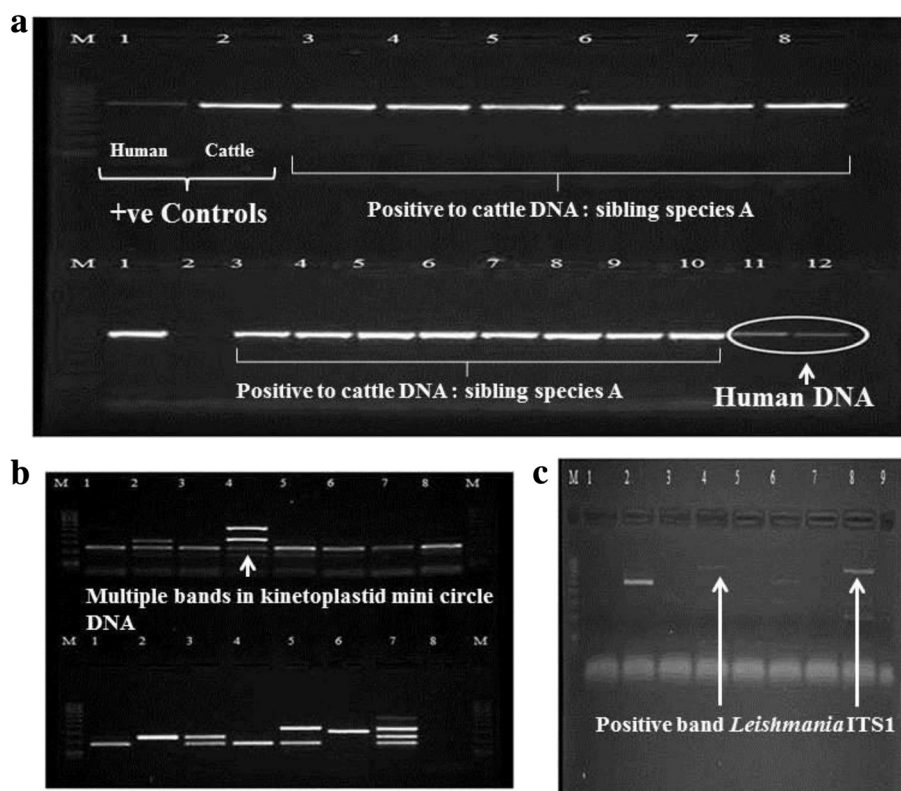 a
M 1 2 3 4 5 6 7 8
Human Cattle
+ve Controls
Positive to cattle DNA : sibling species A
M 1 2 3 4 5 6 7 8 9 10 11 12
Positive to cattle DNA : sibling species A
Human DNA
b
M 1 2 3 4 5 6 7 8 M
Multiple bands in kinetoplastid mini circle
DNA
M 1 2 3 4 5 6 7 8 M
c
M 1 2 3 4 5 6 7 8 9
Positive band Leishmania ITS1